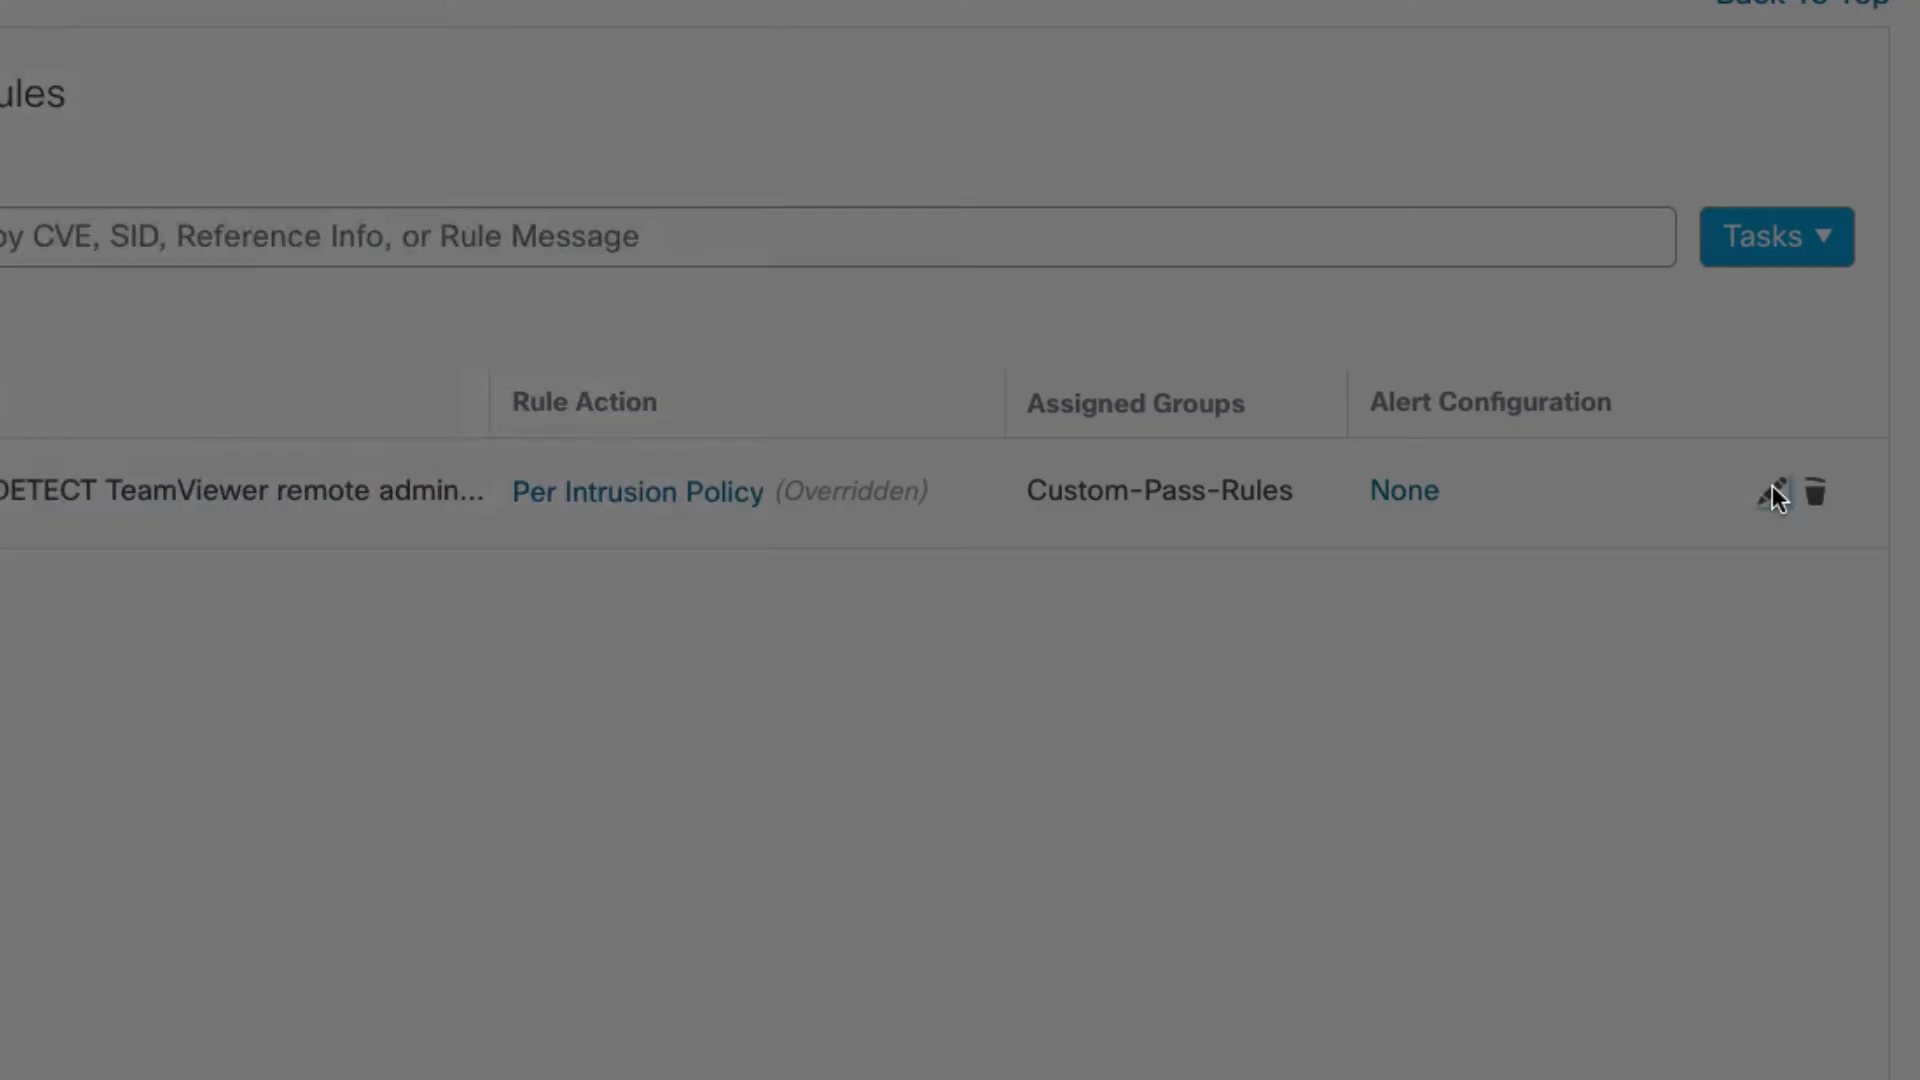 Back To Top
ules
by CVE, SID, Reference Info, or Rule Message
Tasks ▼
Rule Action
Assigned Groups
Alert Configuration
DETECT TeamViewer remote admin...
Per Intrusion Policy (Overridden)
Custom-Pass-Rules
None